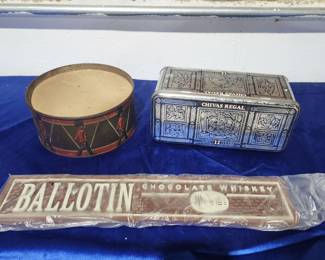 CHIVAS REGAL
12
BALLOTIN
CHOCOLATE WHISKEY